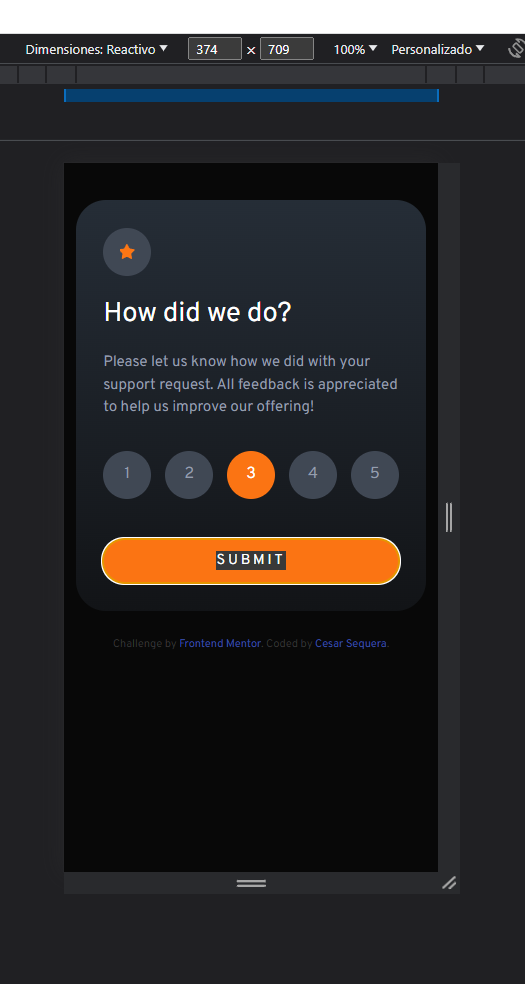 Dimensiones: Reactivo 374 × 709 100% Personalizado
How did we do?
Please let us know how we did with your
support request. All feedback is appreciated
to help us improve our offering!
1 2 3 4 5
SUBMIT
Challenge by Frontend Mentor. Coded by Cesar Sequera.